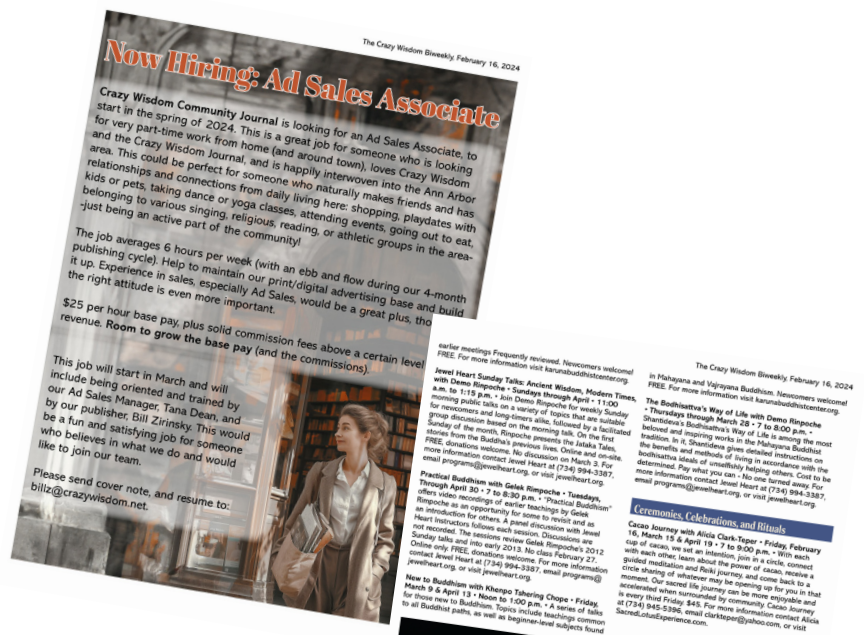 The Crazy Wisdom Biweekly, February 16, 2024
Now Hiring: Ad Sales Associate
Crazy Wisdom Community Journal is looking for an Ad Sales Associate, to
start in the spring of 2024. This is a great job for someone who is looking
for very part-time work from home (and around town), loves Crazy Wisdom
and the Crazy Wisdom Journal, and is happily interwoven into the Ann Arbor
area. This could be perfect for someone who naturally makes friends and has
relationships and connections from daily living here: shopping, playdates with
kids or pets, taking dance or yoga classes, attending events, going out to eat,
belonging to various singing, religious, reading, or athletic groups in the area-
-just being an active part of the community!
The job averages 6 hours per week (with an ebb and flow during our 4-month
publishing cycle). Help to maintain our print/digital advertising base and build
it up. Experience in sales, especially Ad Sales, would be a great plus, tho
the right attitude is even more important.
$25 per hour base pay, plus solid commission fees above a certain level
revenue. Room to grow the base pay (and the commissions).
This job will start in March and will
include being oriented and trained by
our Ad Sales Manager, Tana Dean, and
by our publisher, Bill Zirinsky. This would
be a fun and satisfying job for someone
who believes in what we do and would
like to join our team.
Please send cover note, and resume to:
billz@crazywisdom.net.
earlier meetings Frequently reviewed. Newcomers welcome!
FREE. For more information visit karunabuddhistcenter.org.
Jewel Heart Sunday Talks: Ancient Wisdom, Modern Times,
with Demo Rinpoche • Sundays through April • 11:00
a.m. to 1:15 p.m. • Join Demo Rinpoche for weekly Sunday
morning public talks on a variety of topics that are suitable
for newcomers and long-timers alike, followed by a facilitated
group discussion based on the morning talk. On the first
Sunday of the month, Rinpoche presents the Jataka Tales,
stories from the Buddha's previous lives. Online and on-site.
FREE, donations welcome. No discussion on March 3. For
more information contact Jewel Heart at (734) 994-3387,
email programs@jewelheart.org, or visit jewelheart.org.
Practical Buddhism with Gelek Rimpoche • Tuesdays,
Through April 30 • 7 to 8:30 p.m. • "Practical Buddhism"
offers video recordings of earlier teachings by Gelek
Rimpoche as an opportunity for some to revisit and as
an introduction for others. A panel discussion with Jewel
Heart Instructors follows each session. Discussions are
not recorded. The sessions review Gelek Rimpoche's 2012
Sunday talks and into early 2013. No class February 27.
Online only. FREE, donations welcome. For more information
contact Jewel Heart at (734) 994-3387, email programs@
jewelheart.org, or visit jewelheart.org.
New to Buddhism with Khenpo Tshering Chope • Friday,
March 9 & April 13 • Noon to 1:00 p.m. • A series of talks
for those new to Buddhism. Topics include teachings common
to all Buddhist paths, as well as beginner-level subjects found
The Crazy Wisdom Biweekly, February 16, 2024
in Mahayana and Vajrayana Buddhism. Newcomers welcome!
FREE. For more information visit karunabuddhistcenter.org.
The Bodhisattva's Way of Life with Demo Rinpoche
• Thursdays through March 28 • 7 to 8:00 p.m. •
Shantideva's Bodhisattva's Way of Life is among the most
beloved and inspiring works in the Mahayana Buddhist
tradition. In it, Shantideva gives detailed instructions on
the benefits and methods of living in accordance with the
bodhisattva ideals of unselfishly helping others. Cost to be
determined. Pay what you can - No one turned away. For
more information contact Jewel Heart at (734) 994-3387,
email programs@jewelheart.org, or visit jewelheart.org.
Ceremonies, Celebrations, and Rituals
Cacao Journey with Alicia Clark-Teper • Friday, February
16, March 15 & April 19 • 7 to 9:00 p.m. • With each
cup of cacao, we set an intention, join in a circle, connect
with each other, learn about the power of cacao, receive a
guided meditation and Reiki journey, and come back to a
circle sharing of whatever may be opening up for you in that
moment. Our sacred life journey can be more enjoyable and
accelerated when surrounded by community. Cacao Journey
is every third Friday. $45. For more information contact Alicia
at (734) 945-5396, email clarkteper@yahoo.com, or visit
SacredLotusExperience.com.